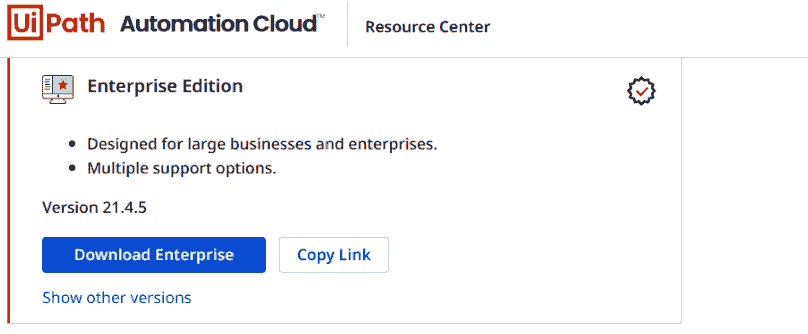 UiPath Automation Cloud™ Resource Center
Enterprise Edition
Designed for large businesses and enterprises.
Multiple support options.
Version 21.4.5
Download Enterprise Copy Link
Show other versions